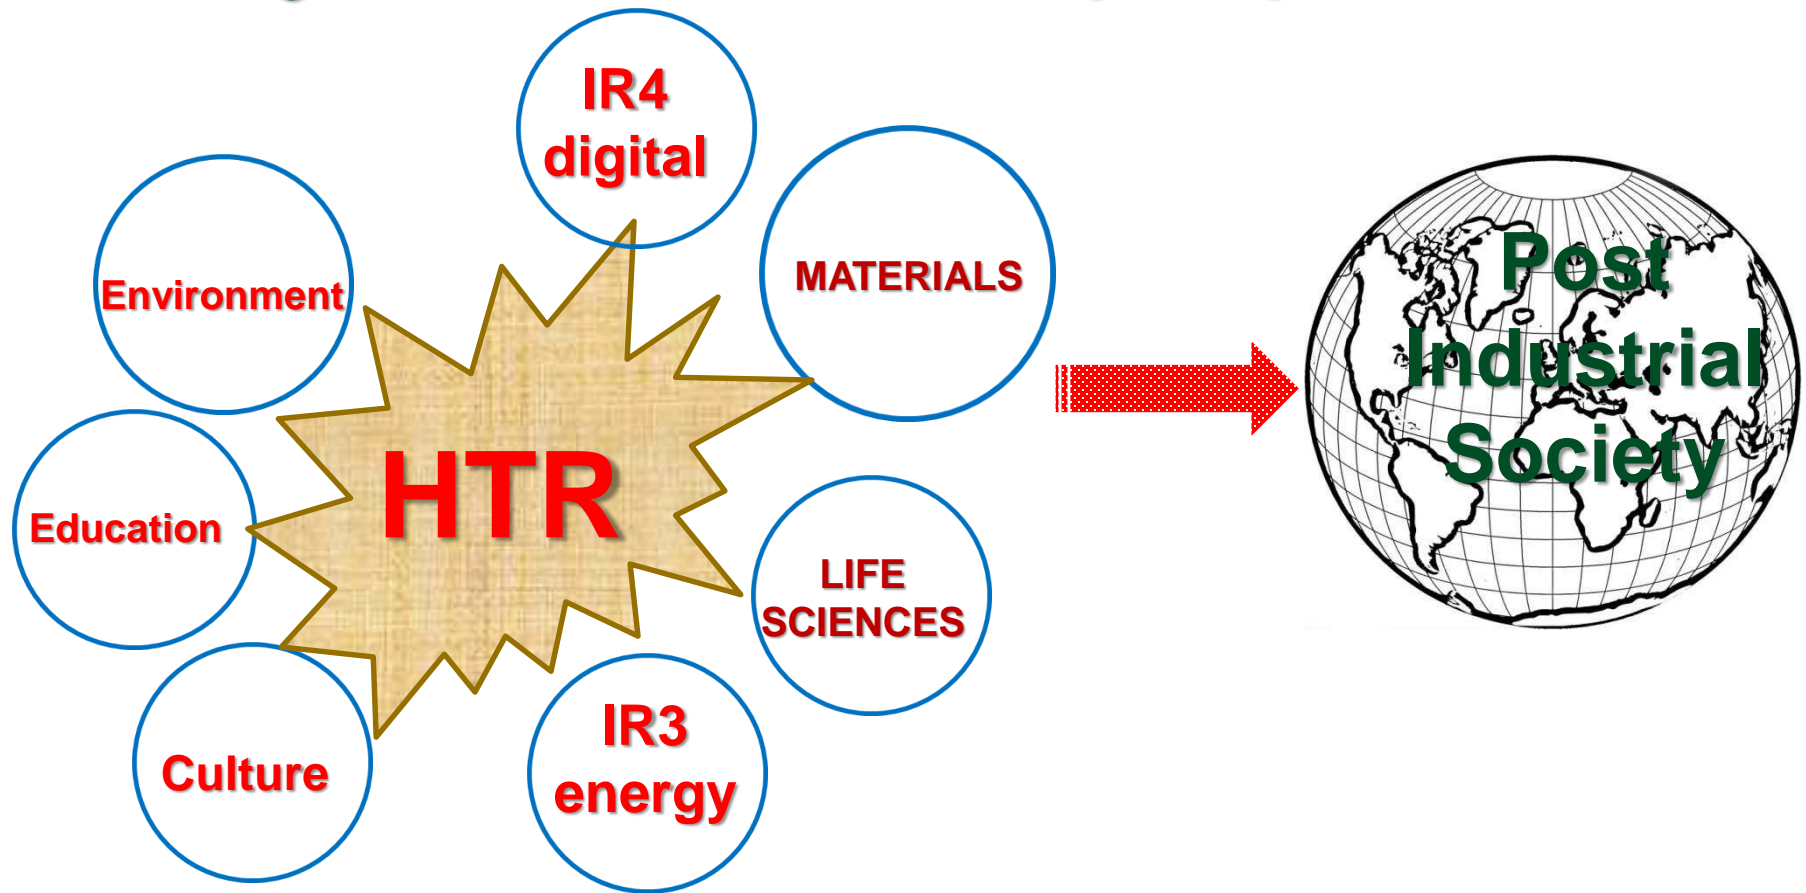 IR4
digital
MATERIALS
Environment
HTR
Education
LIFE
SCIENCES
Culture
IR3
energy
Post
Industrial
Society